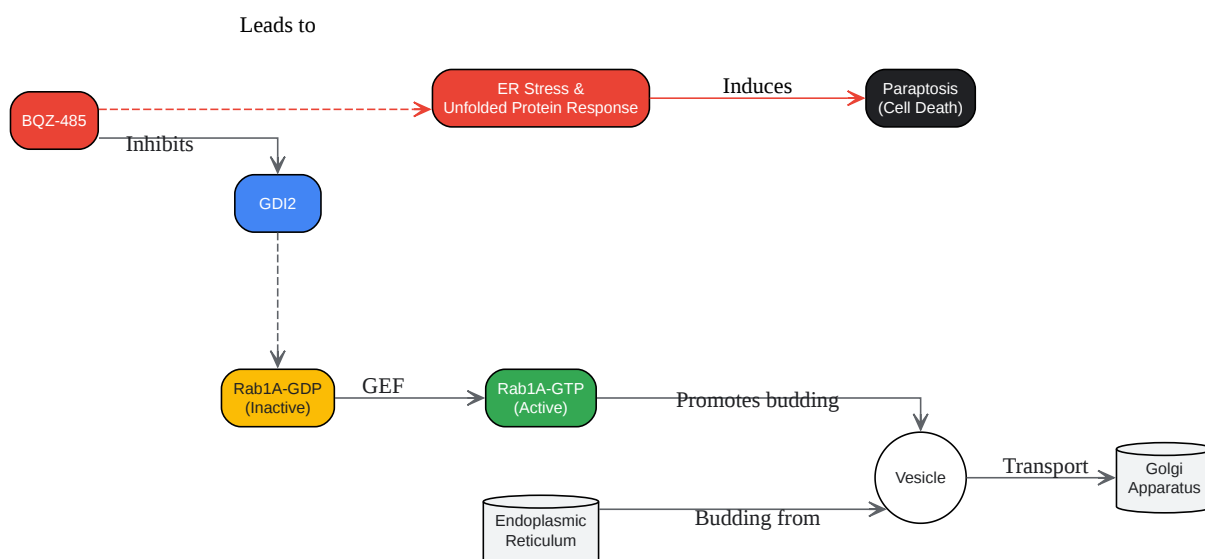 Leads to
ER Stress &
Unfolded Protein Response
Induces
Paraptosis
(Cell Death)
BQZ-485
Inhibits
GDI2
Rab1A-GDP
(Inactive)
GEF
Rab1A-GTP
(Active)
Promotes budding
Vesicle
Transport
Golgi
Apparatus
Endoplasmic
Reticulum
Budding from